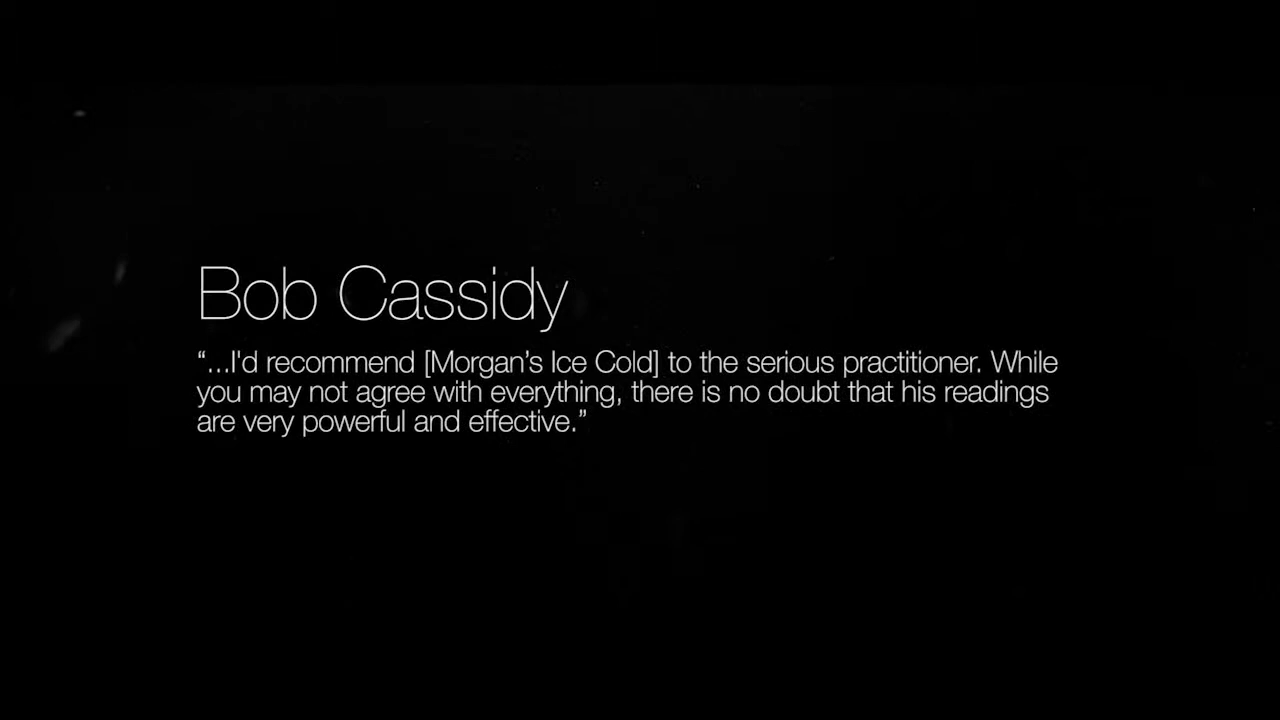 Bob Cassidy
“...I'd recommend [Morgan’s Ice Cold] to the serious practitioner. While
you may not agree with everything, there is no doubt that his readings
are very powerful and effective.”